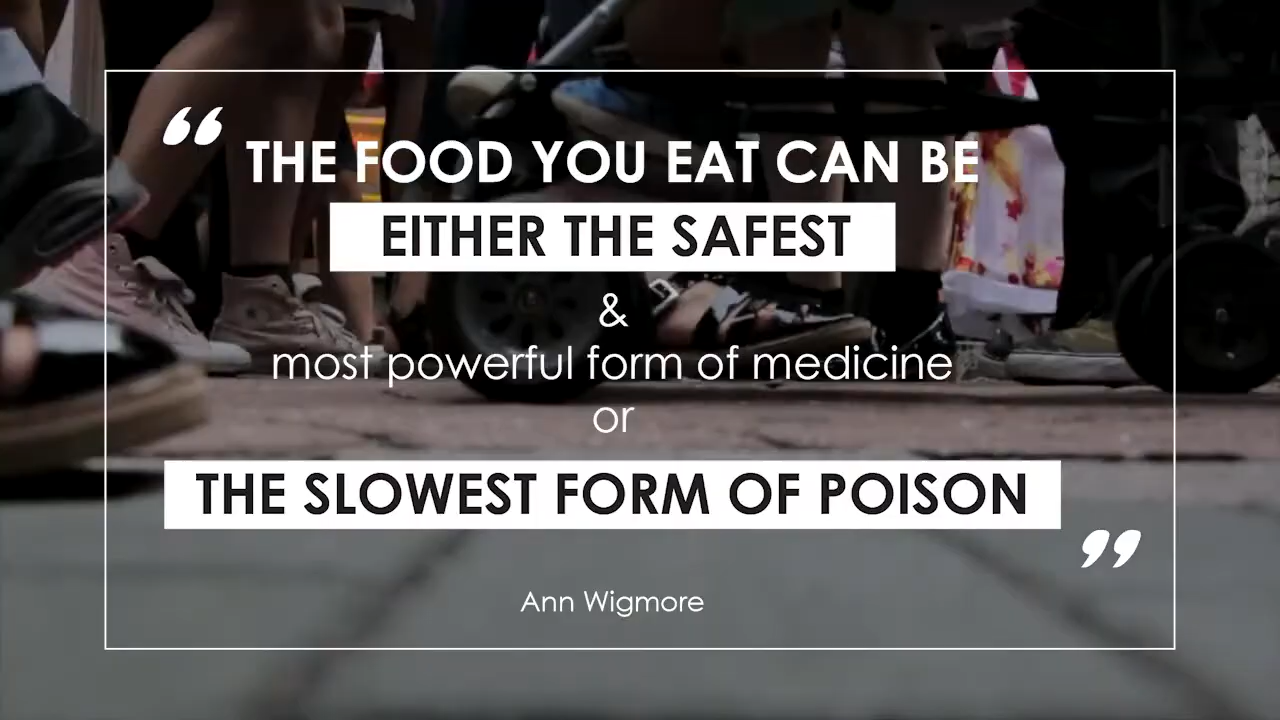 “ THE FOOD YOU EAT CAN BE
EITHER THE SAFEST
&
most powerful form of medicine
or
THE SLOWEST FORM OF POISON ”
Ann Wigmore